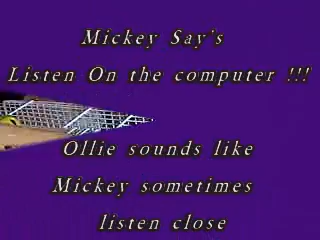 Mickey Say's
Listen On the computer !!!
Ollie sounds like
Mickey sometimes
listen close